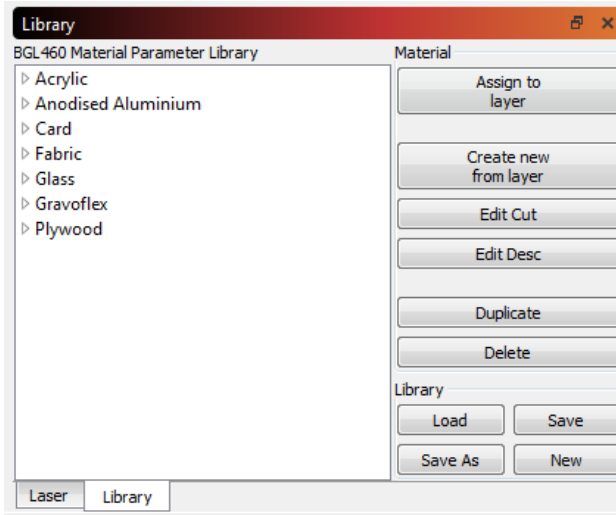 Library
BGL460 Material Parameter Library
Acrylic
Anodised Aluminium
Card
Fabric
Glass
Gravoflex
Plywood
Material
Assign to
layer
Create new
from layer
Edit Cut
Edit Desc
Duplicate
Delete
Library
Load Save
Save As New
Laser Library